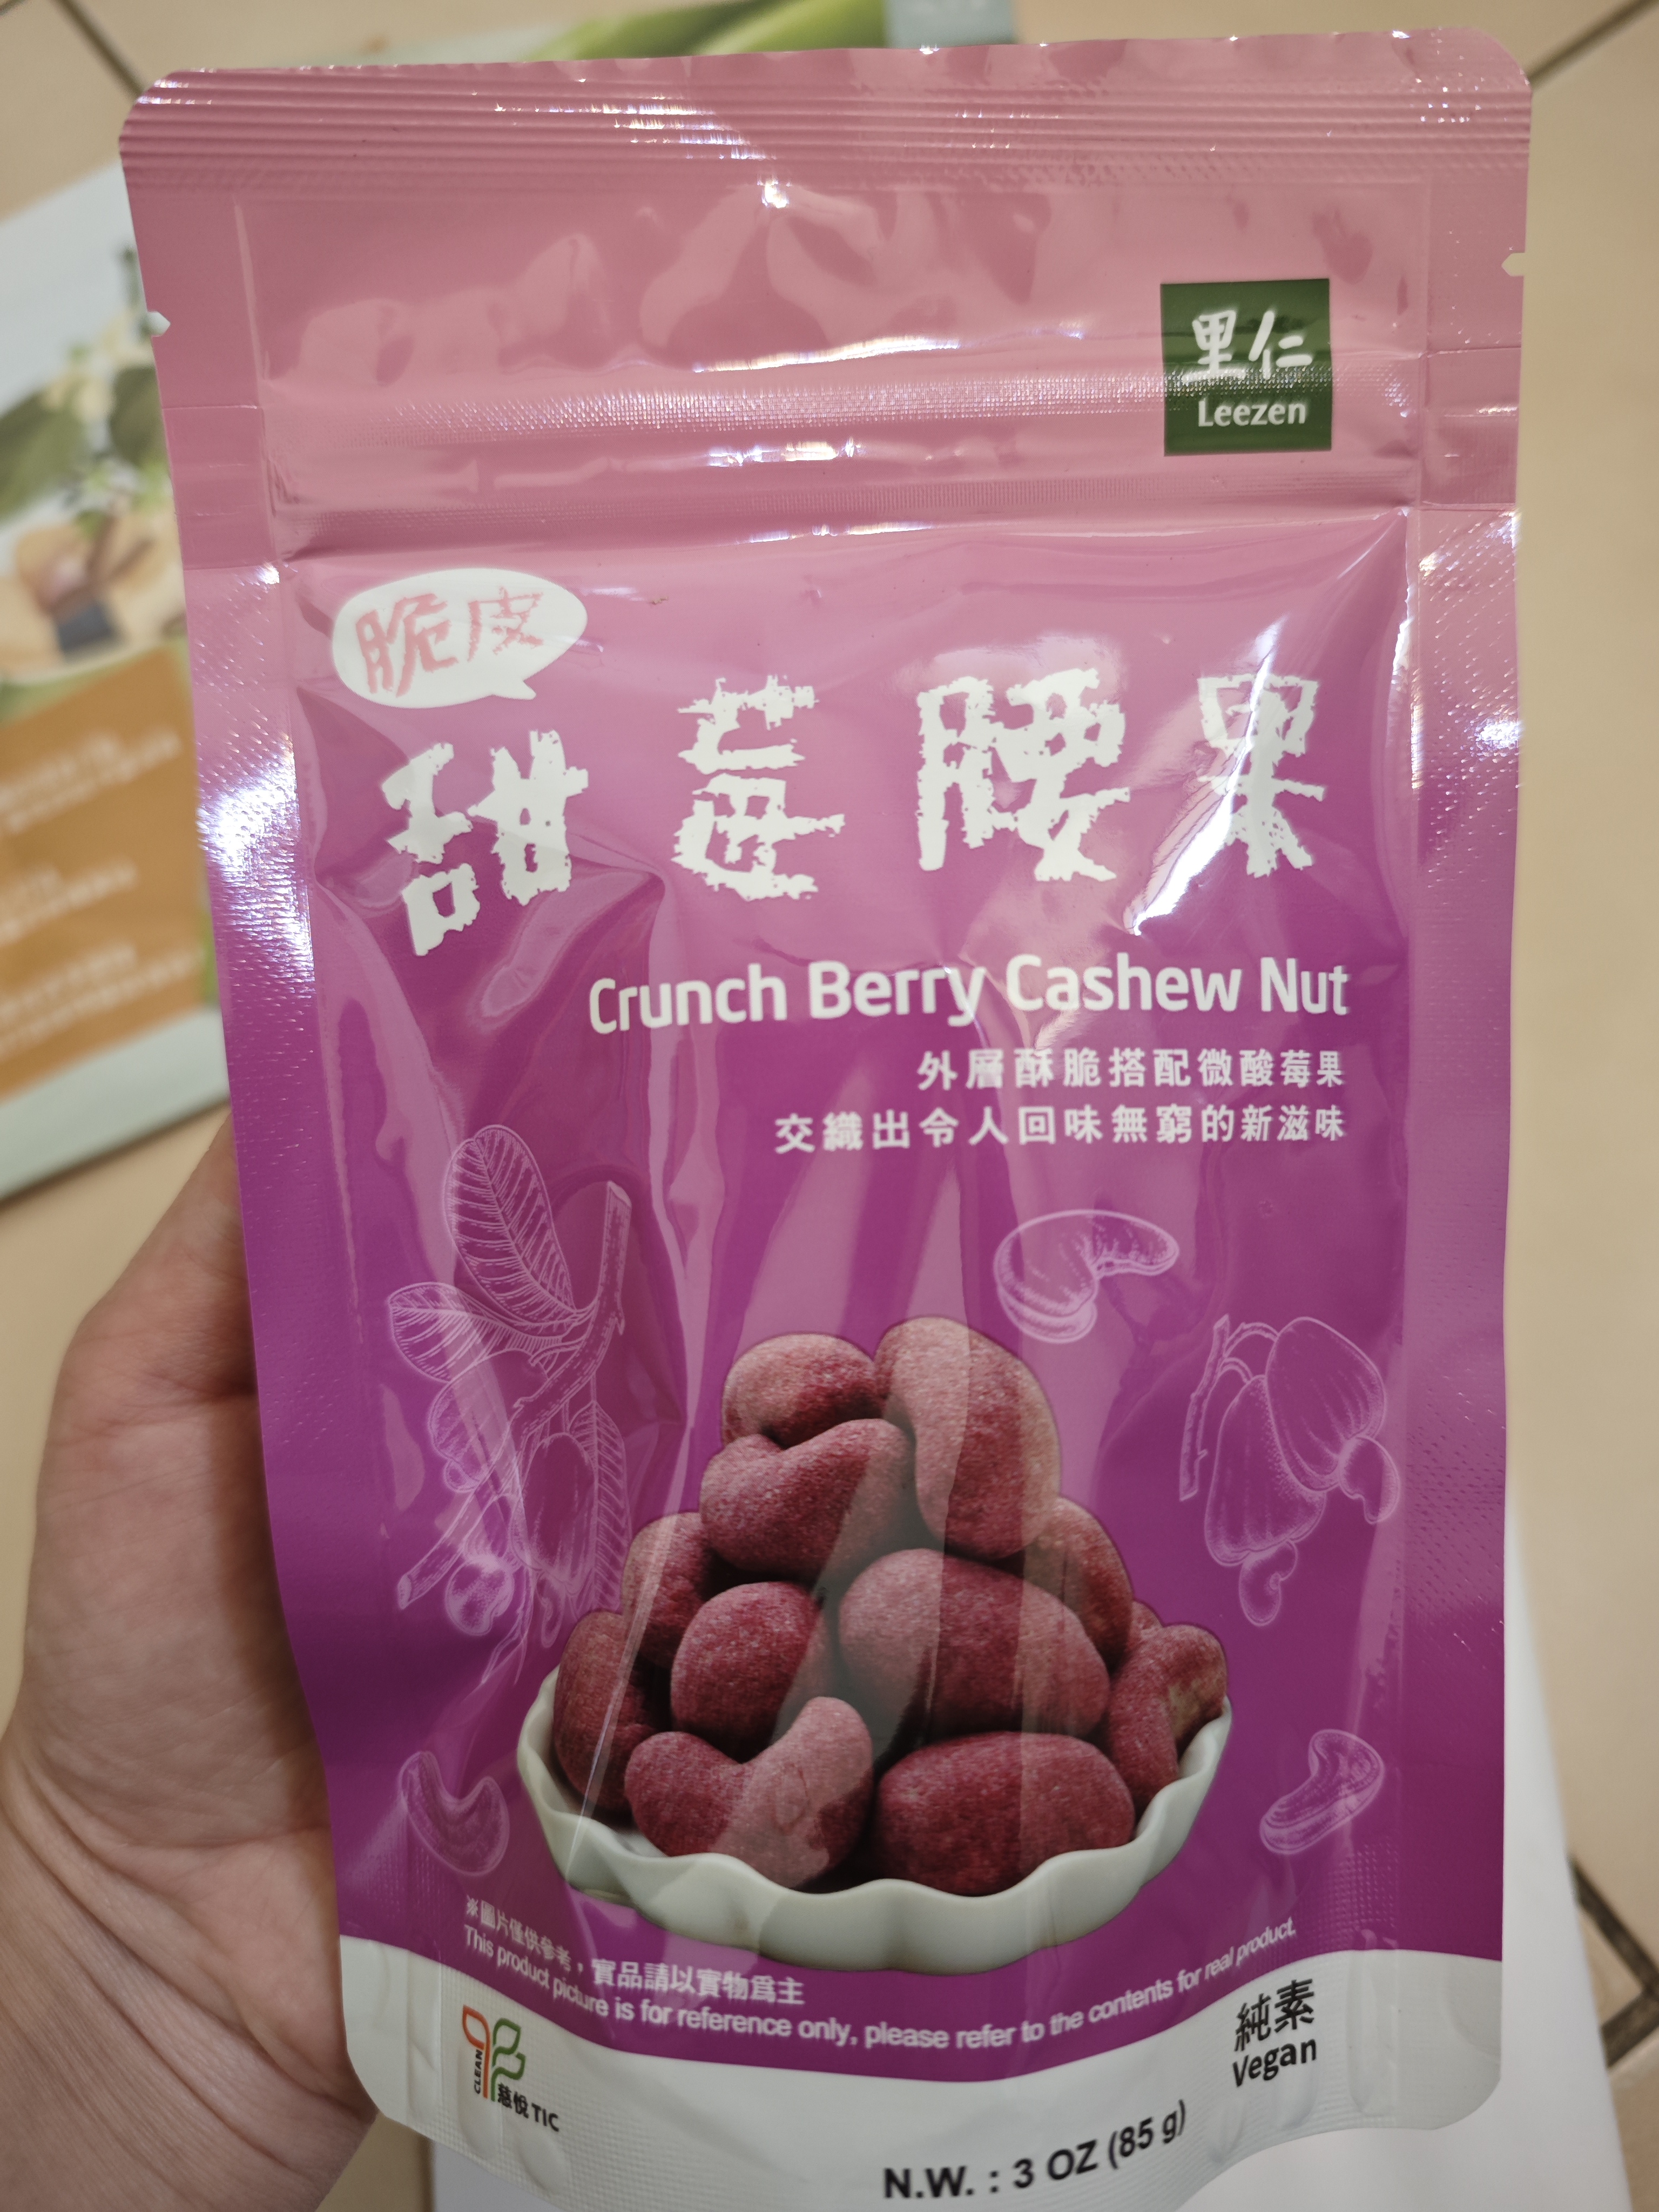 里仁
Leezen
脆皮
甜莓腰果
Crunch Berry Cashew Nut
外層酥脆搭配微酸莓果
交織出令人回味無窮的新滋味
※圖片僅供參考，實品請以實物爲主
This product picture is for reference only, please refer to the contents for real product.
CLEAN
慈悅 TIC
純素
Vegan
N.W. : 3 OZ (85 g)